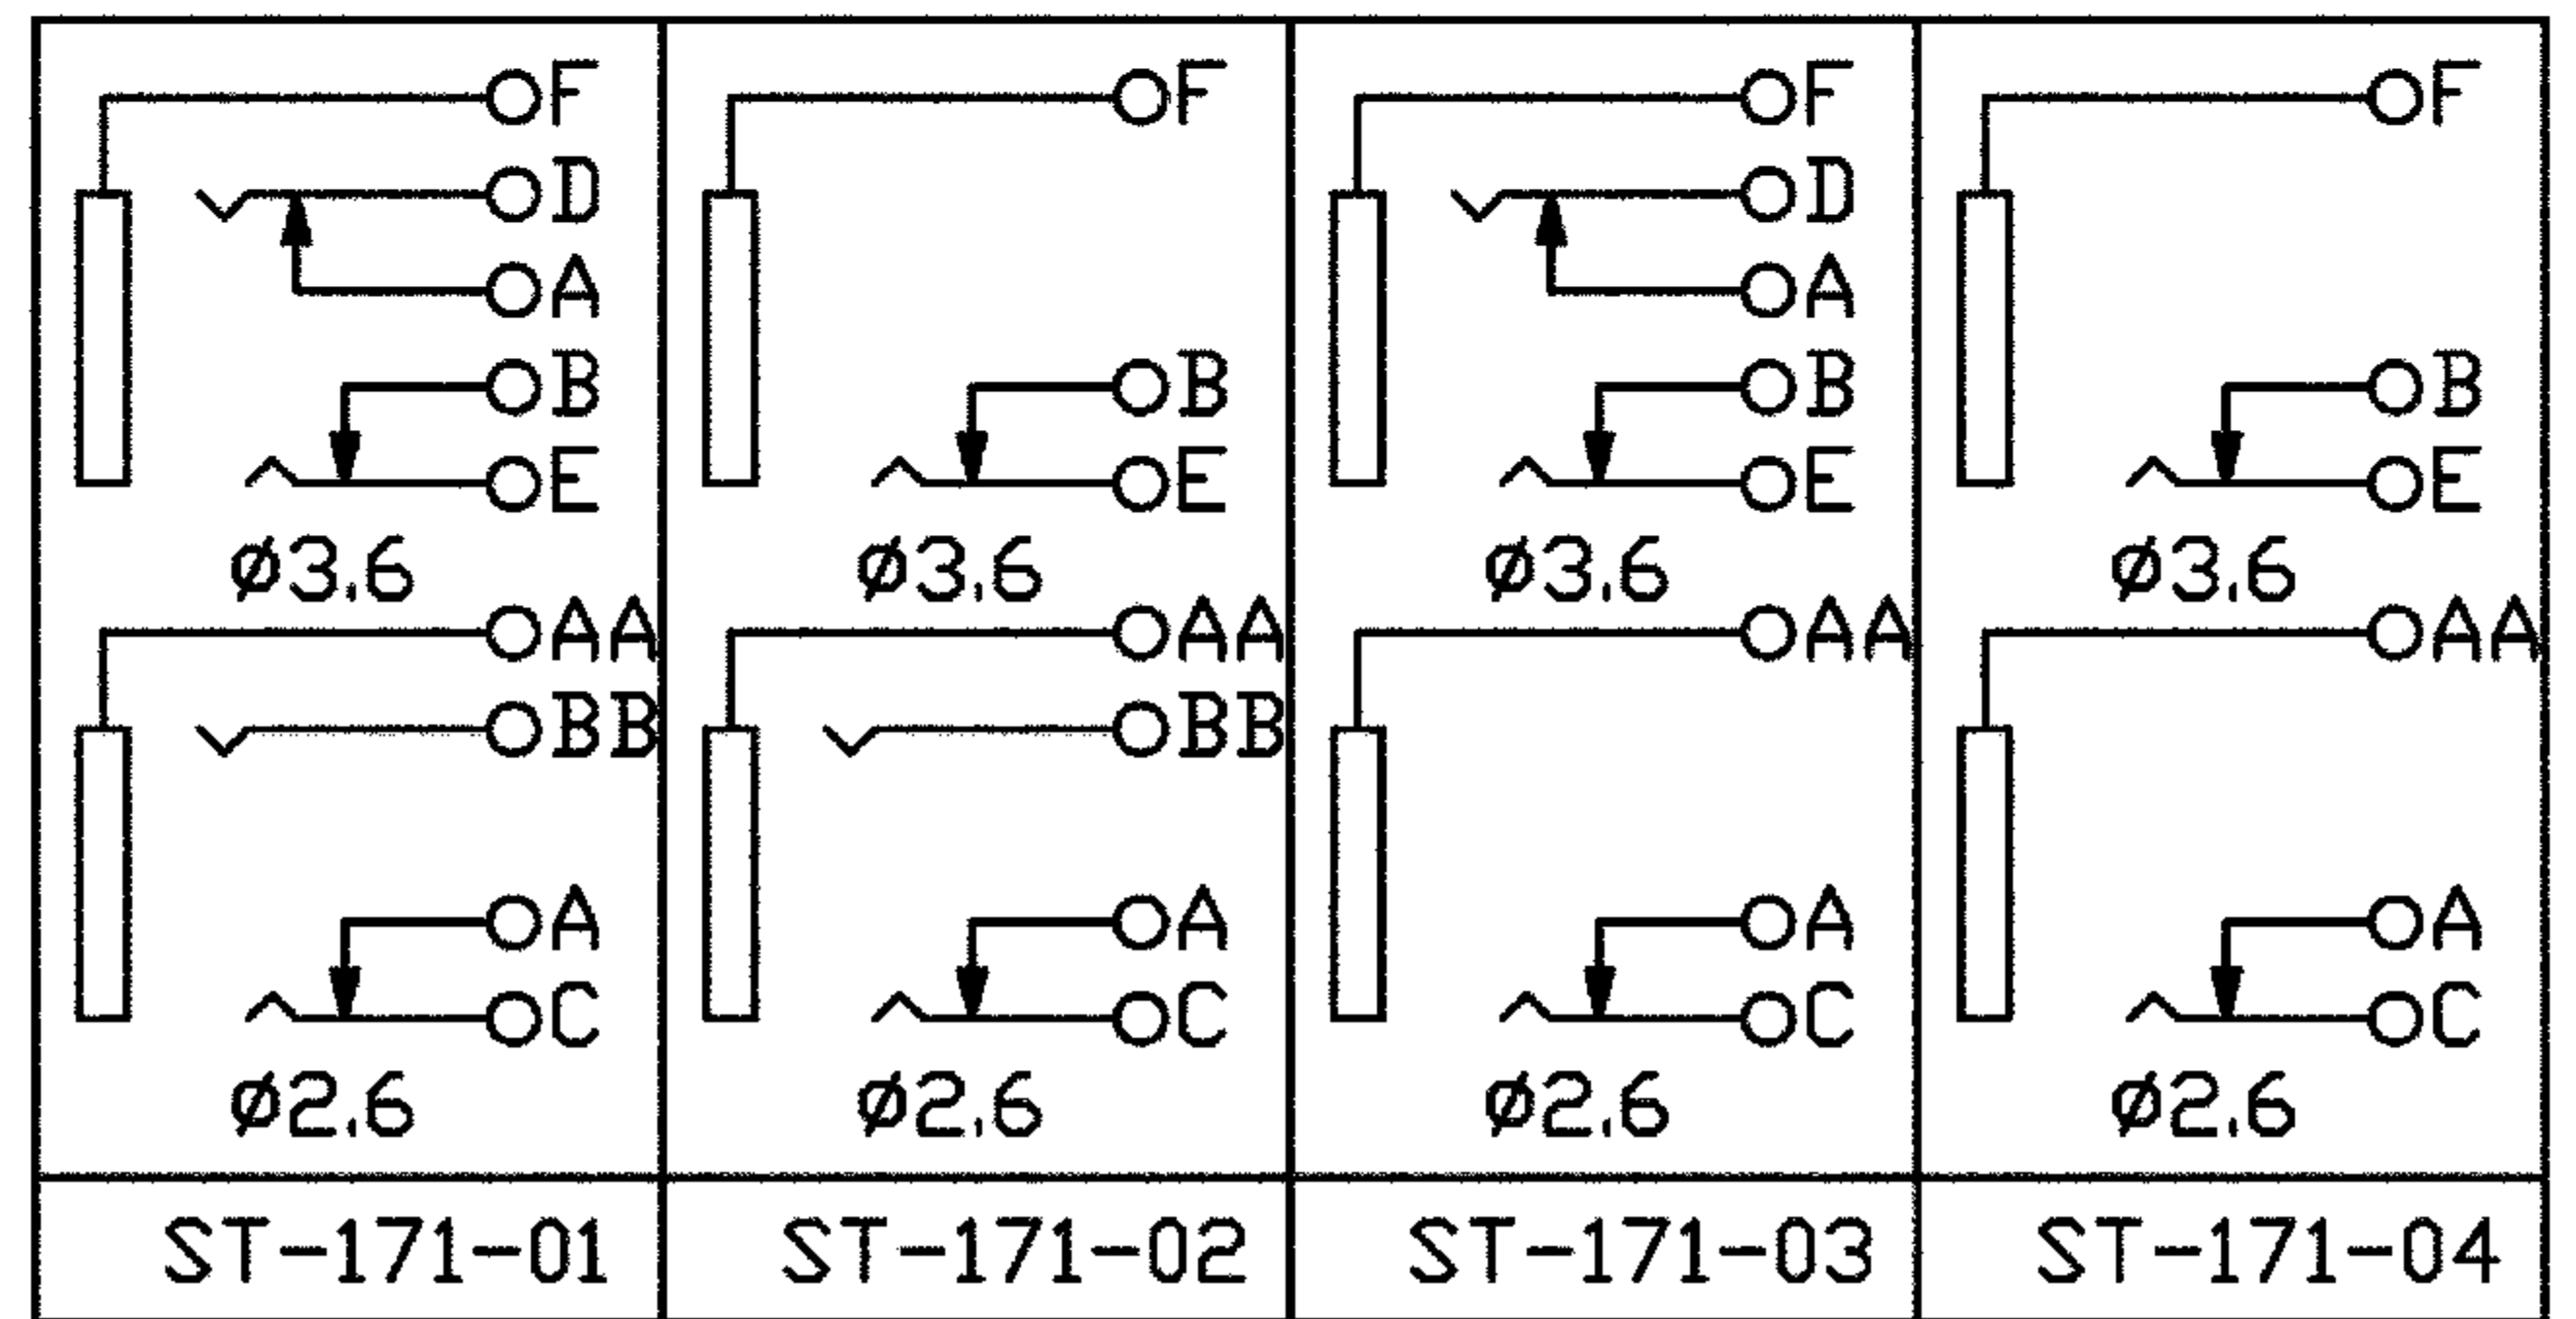 F F F F
D D
A A
B B B B
E E E E
ø3.6 ø3.6 ø3.6 ø3.6
AA AA AA AA
BB BB
A A A A
C C C C
ø2.6 ø2.6 ø2.6 ø2.6
ST-171-01 ST-171-02 ST-171-03 ST-171-04